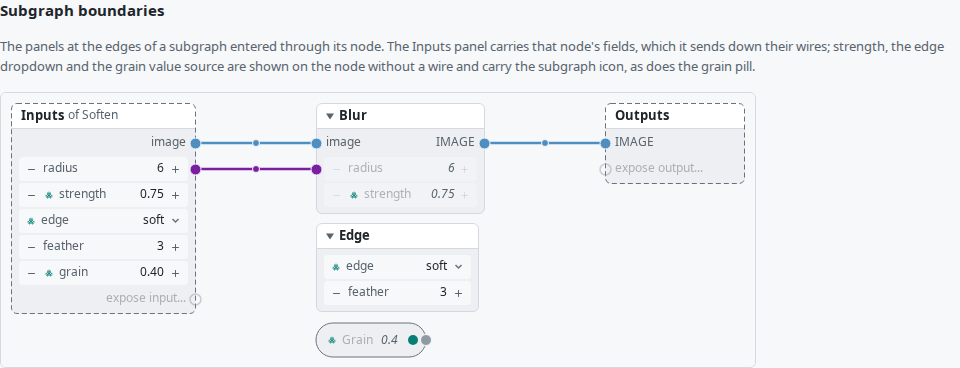 Subgraph boundaries
The panels at the edges of a subgraph entered through its node. The Inputs panel carries that node's fields, which it sends down their wires; strength, the edge
dropdown and the grain value source are shown on the node without a wire and carry the subgraph icon, as does the grain pill.
Inputs of Soften
image
− radius 6 +
− strength 0.75 +
edge soft
− feather 3 +
− grain 0.40 +
expose input...
Blur
image IMAGE
− radius 6 +
− strength 0.75 +
Edge
edge soft
− feather 3 +
Grain 0.4
Outputs
IMAGE
expose output...